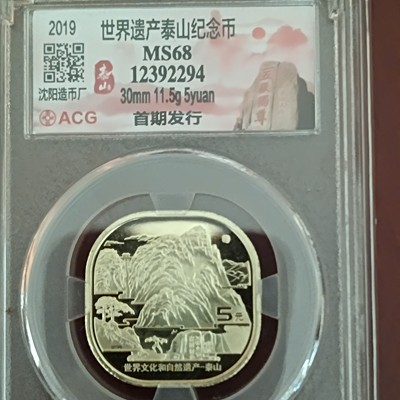 2019
世界遗产泰山纪念币
MS68
12392294
泰山
沈阳造币厂
30mm 11.5g 5yuan
ACG
首期发行
5元
世界文化和自然遗产-泰山